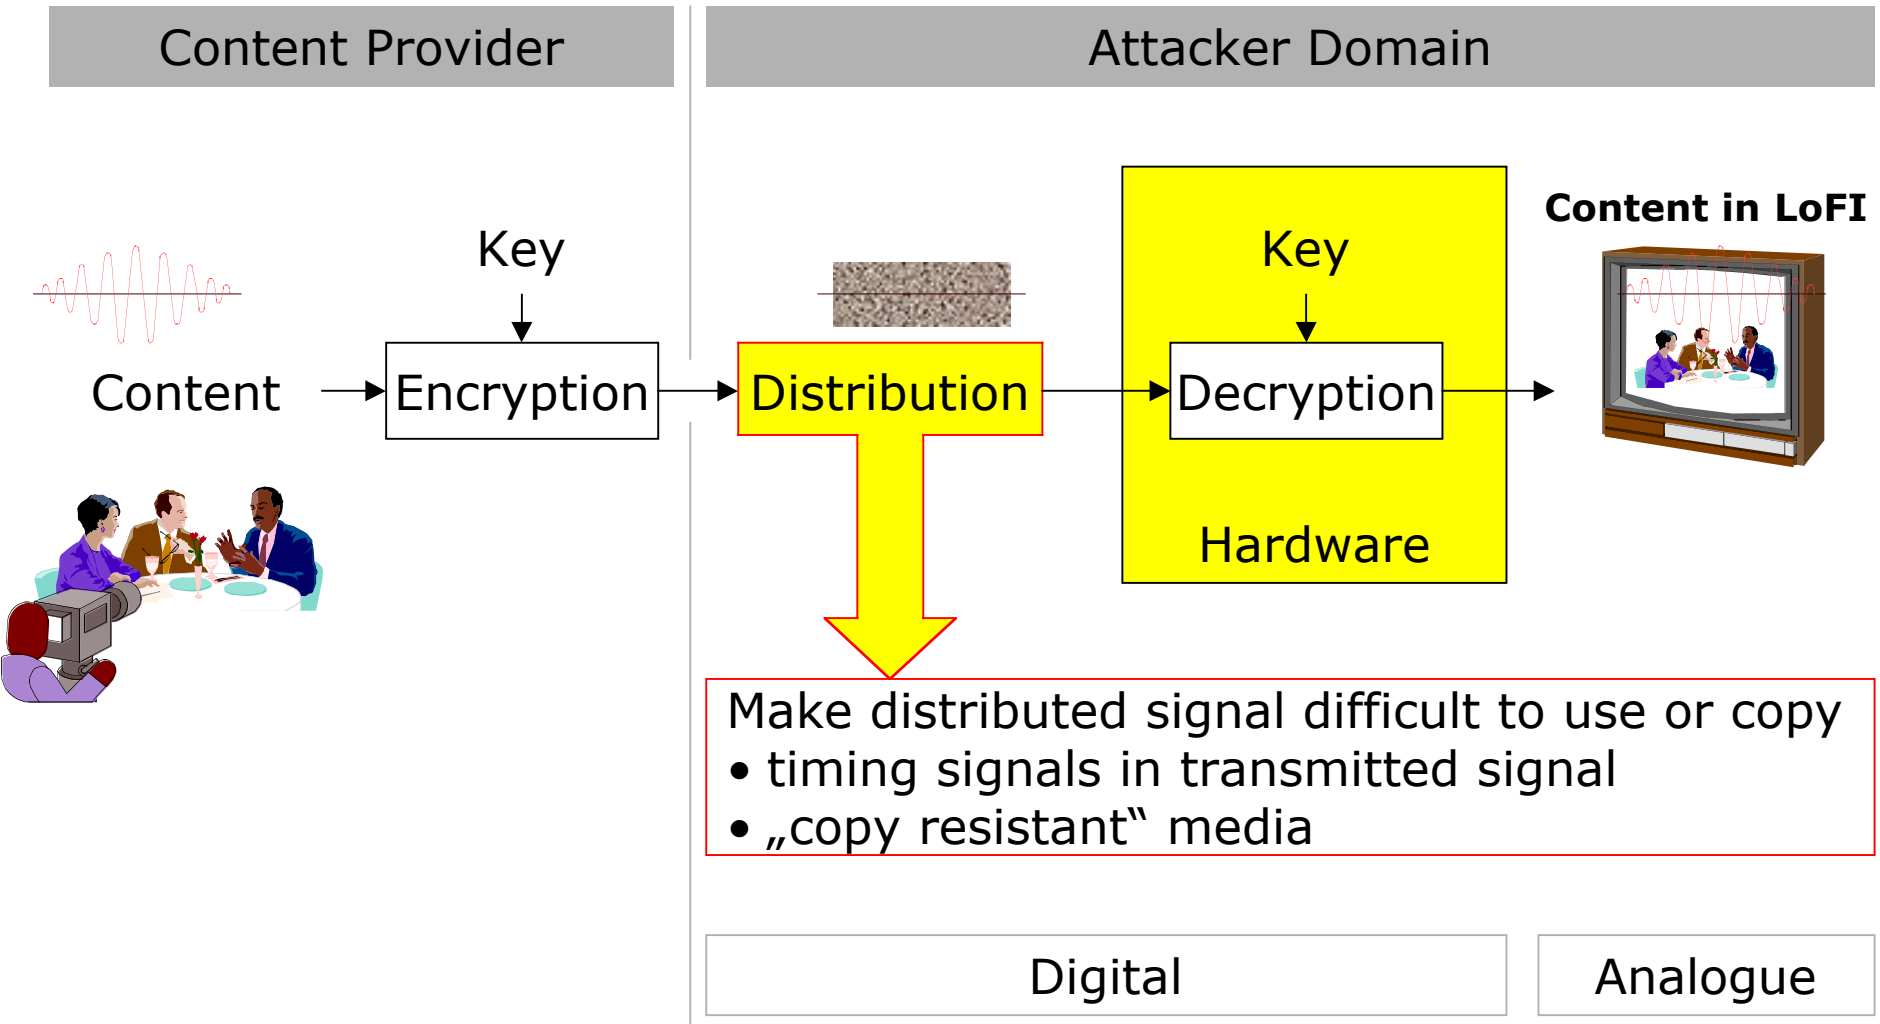 Content Provider
Attacker Domain
Content in LoFI
Key
Key
Content
Encryption
Distribution
Decryption
Hardware
Make distributed signal difficult to use or copy
• timing signals in transmitted signal
• „copy resistant“ media
Digital
Analogue